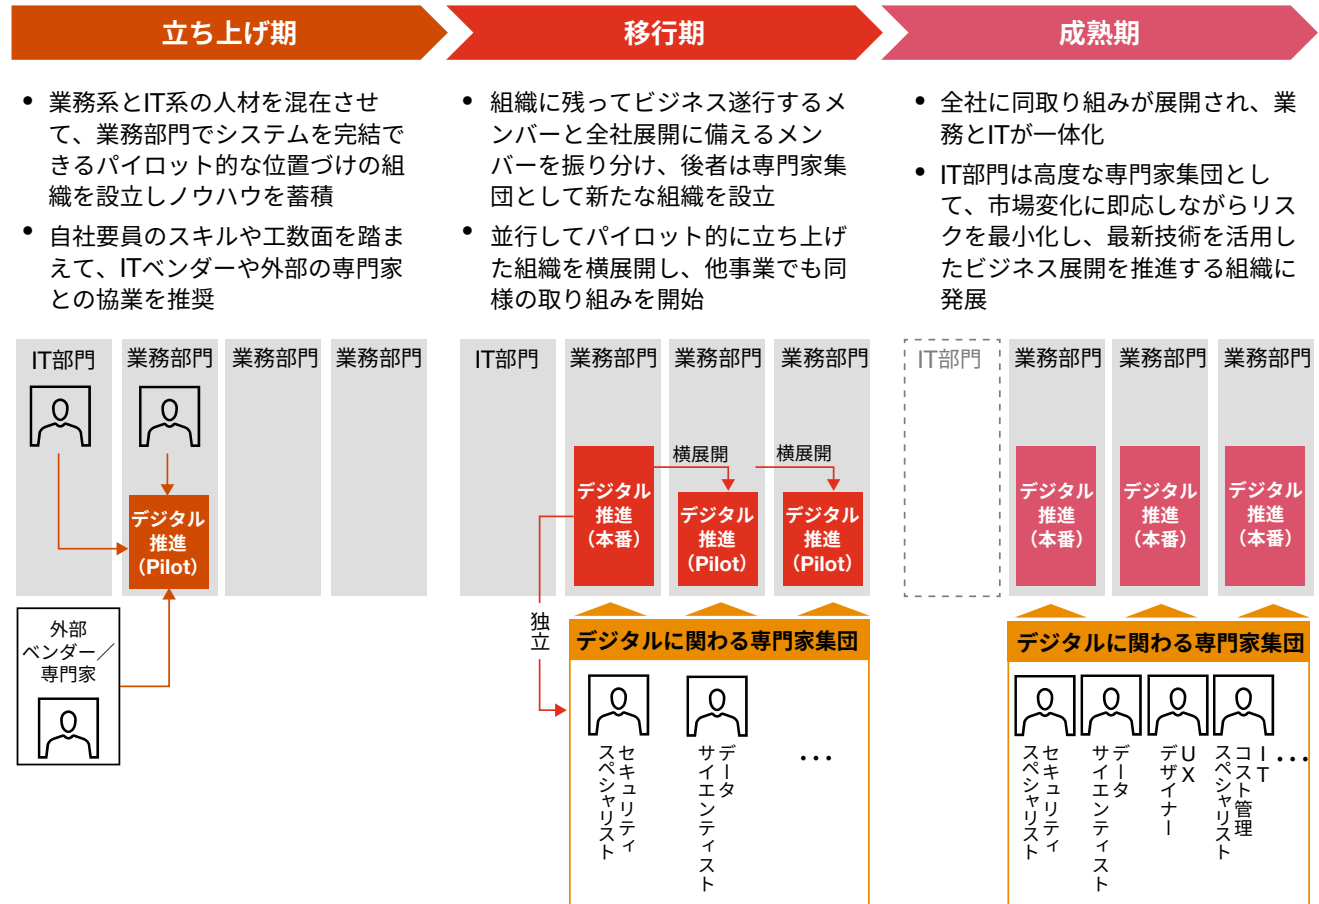 立ち上げ期
移行期
成熟期
• 業務系とIT系の人材を混在させ
て、業務部門でシステムを完結で
きるパイロット的な位置づけの組
織を設立しノウハウを蓄積
• 自社要員のスキルや工数面を踏ま
えて、ITベンダーや外部の専門家
との協業を推奨
• 組織に残ってビジネス遂行するメ
ンバーと全社展開に備えるメン
バーを振り分け、後者は専門家集
団として新たな組織を設立
• 並行してパイロット的に立ち上げ
た組織を横展開し、他事業でも同
様の取り組みを開始
• 全社に同取り組みが展開され、業
務とITが一体化
• IT部門は高度な専門家集団とし
て、市場変化に即応しながらリス
クを最小化し、最新技術を活用し
たビジネス展開を推進する組織に
発展
IT部門
業務部門
業務部門
業務部門
デジタル
推進
（Pilot）
外部
ベンダー／
専門家
IT部門
業務部門
業務部門
業務部門
横展開
横展開
デジタル
推進
（本番）
デジタル
推進
（Pilot）
デジタル
推進
（Pilot）
独立
デジタルに関わる専門家集団
セキュリティ
スペシャリスト
データ
サイエンティスト
…
IT部門
業務部門
業務部門
業務部門
デジタル
推進
（本番）
デジタル
推進
（本番）
デジタル
推進
（本番）
デジタルに関わる専門家集団
セキュリティ
スペシャリスト
データ
サイエンティスト
UX
デザイナー
IT
コスト管理
スペシャリスト
…